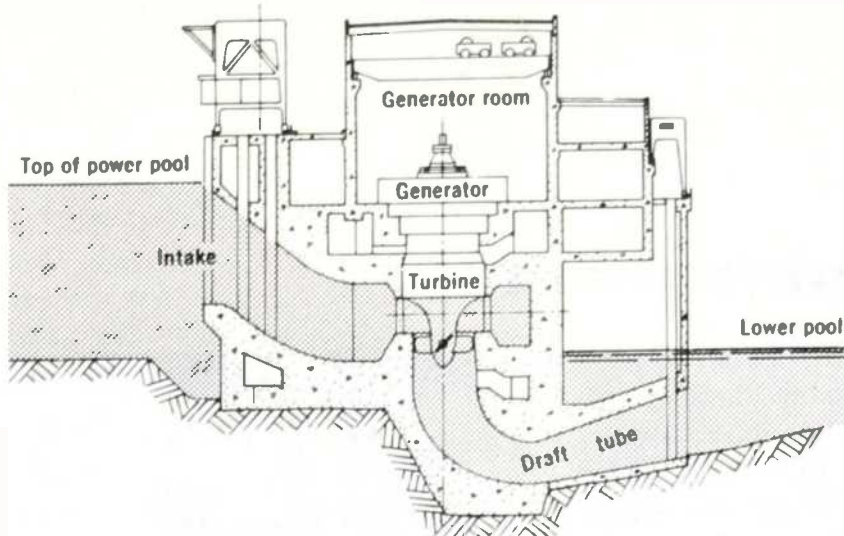 Generator room
Top of power pool
Generator
Intake
Turbine
Lower pool
Draft tube